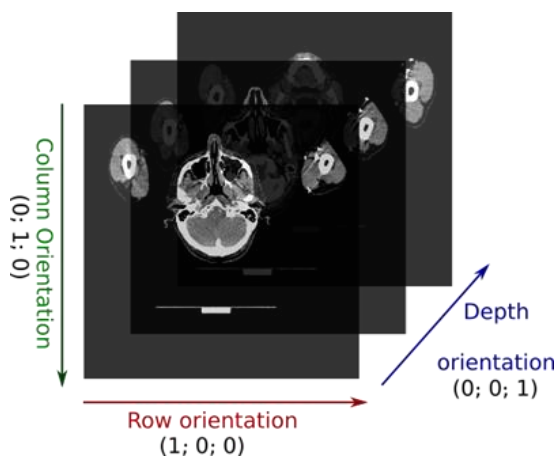 Column Orientation
(0; 1; 0)
Depth
orientation
(0; 0; 1)
Row orientation
(1; 0; 0)